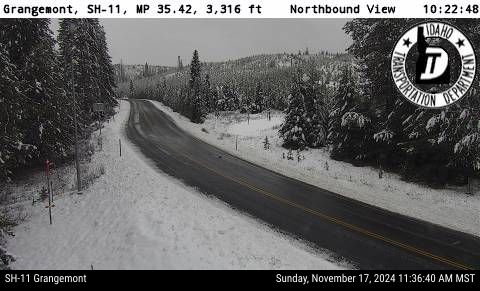 Grangemont, SH-11, MP 35.42, 3,316 ft Northbound View 10:22:48
IDAHO
TRANSPORTATION DEPARTMENT
SH-11 Grangemont Sunday, November 17, 2024 11:36:40 AM MST